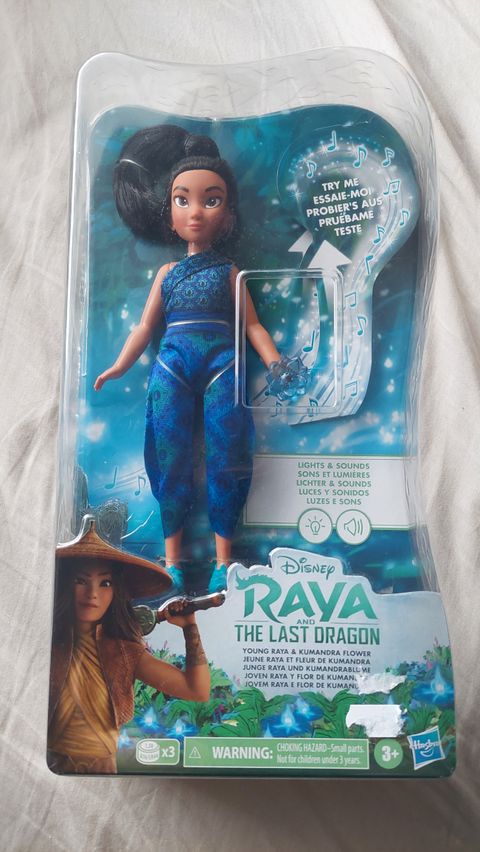 TRY ME
ESSAIE-MOI
PROBIER'S AUS
PRUÉBAME
TESTE
LIGHTS & SOUNDS
SONS ET LUMIÈRES
LICHTER & SOUNDS
LUCES Y SONIDOS
LUZES E SONS
Disney
RAYA
AND
THE LAST DRAGON
YOUNG RAYA & KUMANDRA FLOWER
JEUNE RAYA ET FLEUR DE KUMANDRA
JUNGE RAYA UND KUMANDRABLUME
JOVEN RAYA Y FLOR DE
JOVEM RAYA E FLOR DE
x3
WARNING: CHOKING HAZARD–Small parts.
Not for children under 3 years.
3+
Hasbro